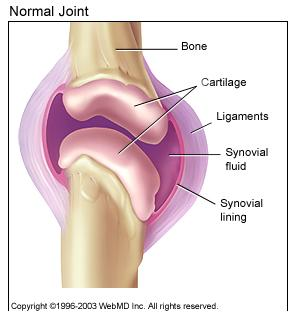 Normal Joint
Bone
Cartilage
Ligaments
Synovial
fluid
Synovial
lining
Copyright ©1996-2003 WebMD Inc. All rights reserved.